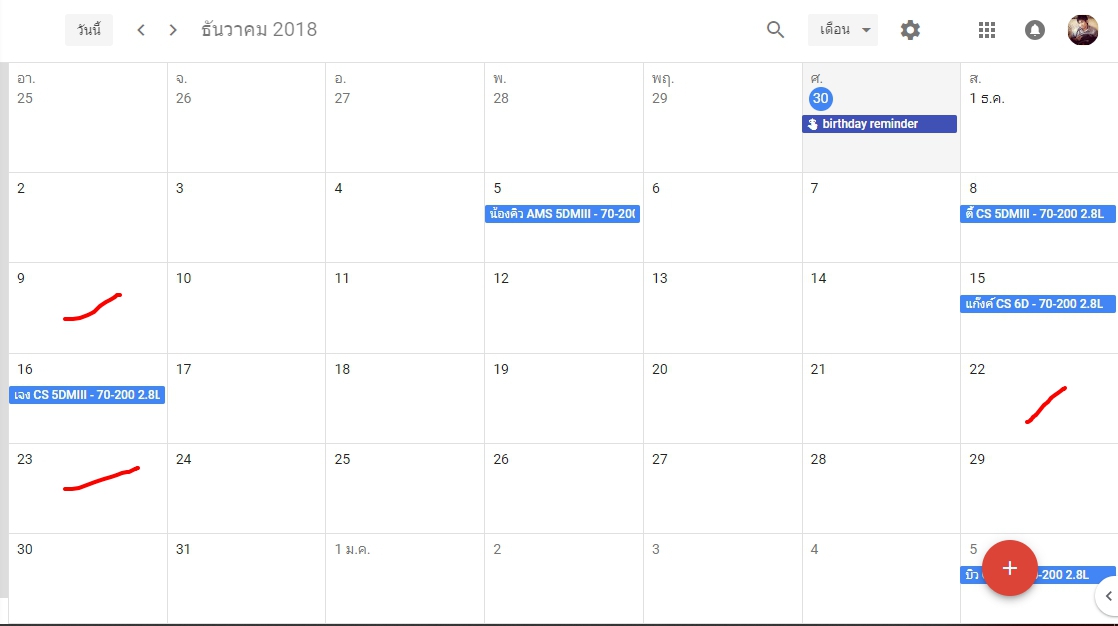 วันนี้ ธันวาคม 2018 เดือน
อา. จ. อ. พ. พฤ. ศ. ส.
25 26 27 28 29 30 1 ธ.ค.
birthday reminder
2 3 4 5 6 7 8
น้องคิว AMS 5DMIII - 70-200 ตี๋ CS 5DMIII - 70-200 2.8L
9 10 11 12 13 14 15
แก๊งค์ CS 6D - 70-200 2.8L
16 17 18 19 20 21 22
เจง CS 5DMIII - 70-200 2.8L
23 24 25 26 27 28 29
30 31 1 ม.ค. 2 3 4 5
บิว -200 2.8L